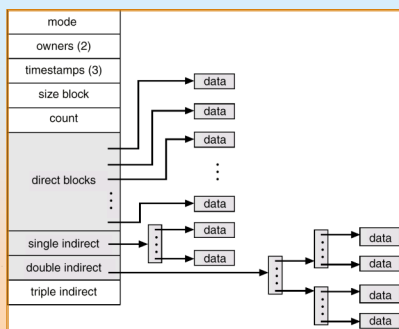 mode
owners (2)
timestamps (3)
size block
count
direct blocks
single indirect
double indirect
triple indirect
data
data
data
data
data
data
data
data
data
data